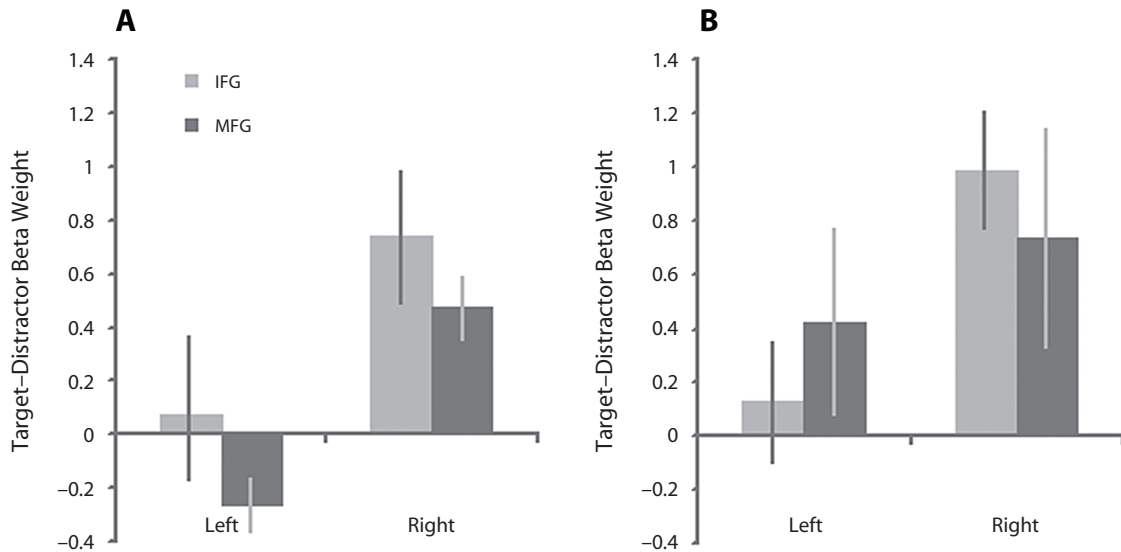 A
Target–Distractor Beta Weight
1.4
1.2
1
0.8
0.6
0.4
0.2
0
–0.2
–0.4
IFG
MFG
Left
Right
B
Target–Distractor Beta Weight
1.4
1.2
1
0.8
0.6
0.4
0.2
0
–0.2
–0.4
Left
Right